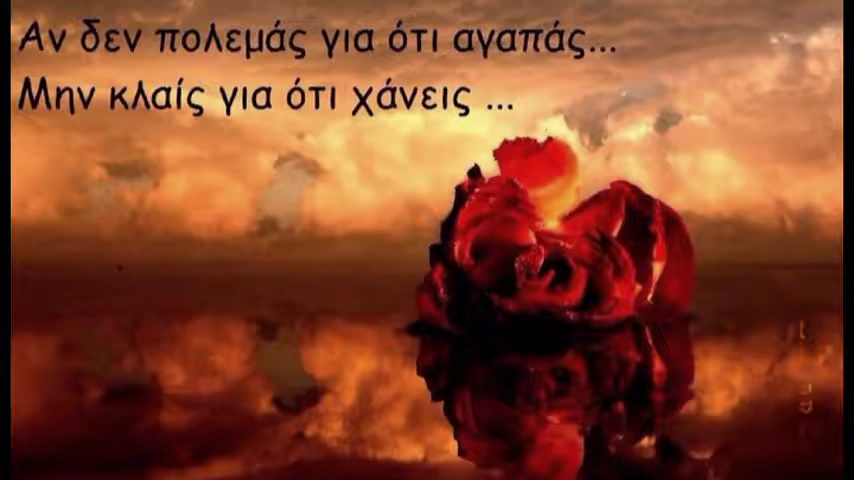 Αν δεν πολεμάς για ότι αγαπάς...
Μην κλαίς για ότι χάνεις ...